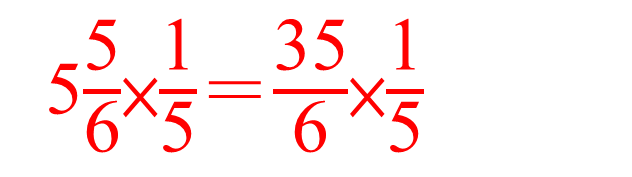 5 5/6 × 1/5 = 35/6 × 1/5